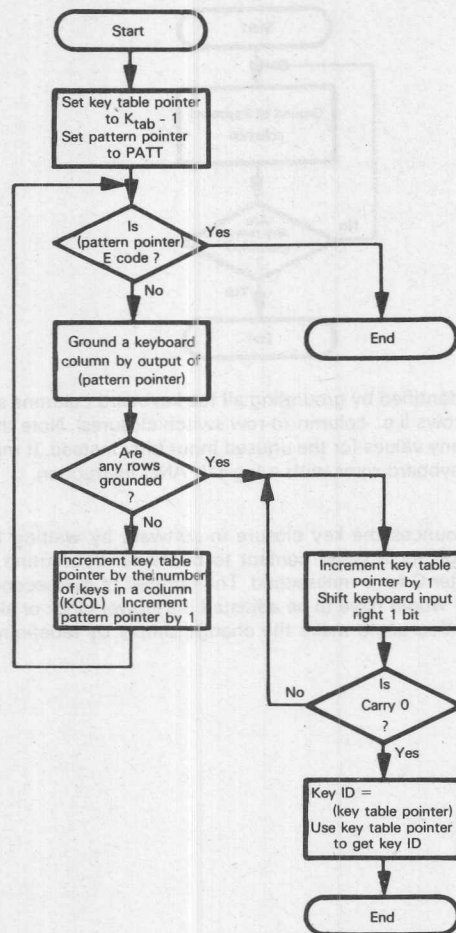 Start
Set key table pointer
to K_tab - 1
Set pattern pointer
to PATT
Is
(pattern pointer)
E code ?
Yes
No
End
Ground a keyboard
column by output of
(pattern pointer)
Are
any rows
grounded
?
Yes
No
Increment key table
pointer by the number
of keys in a column
(KCOL). Increment
pattern pointer by 1
Increment key table
pointer by 1
Shift keyboard input
right 1 bit
Is
Carry 0
?
No
Yes
Key ID =
(key table pointer)
Use key table pointer
to get key ID
End